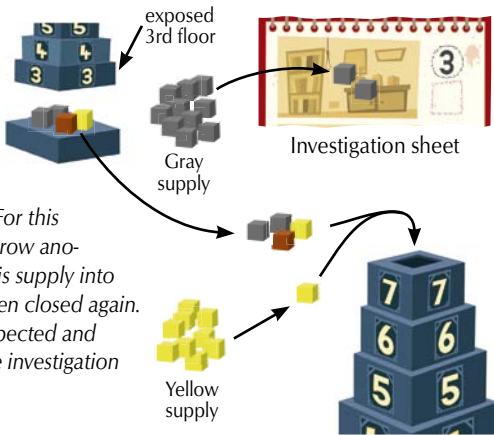 exposed
3rd floor
5 5
4 4
3 3
3
Gray
supply
Investigation sheet
For this
row ano-
is supply into
en closed again.
pected and
e investigation
Yellow
supply
7 7
6 6
5 5